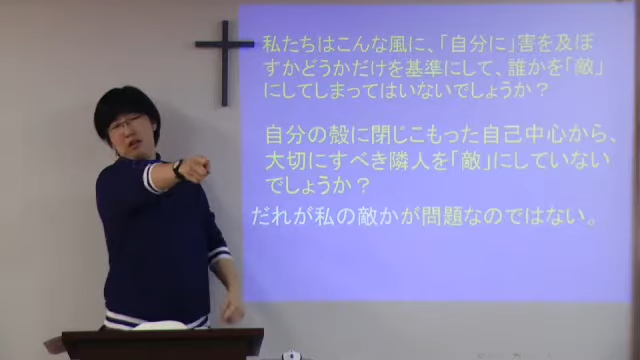 私たちはこんな風に、「自分に」害を及ぼ
すかどうかだけを基準にして、誰かを「敵」
にしてしまってはいないでしょうか？
自分の殻に閉じこもった自己中心から、
大切にすべき隣人を「敵」にしていない
でしょうか？
だれが私の敵かが問題なのではない。